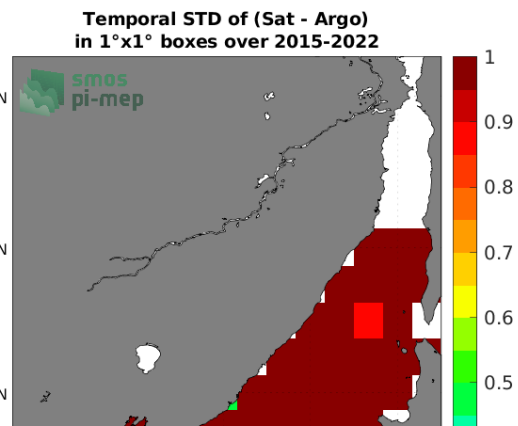 Temporal STD of (Sat - Argo)
in 1°x1° boxes over 2015-2022
smos
pi-mep
N
N
N
1
0.9
0.8
0.7
0.6
0.5